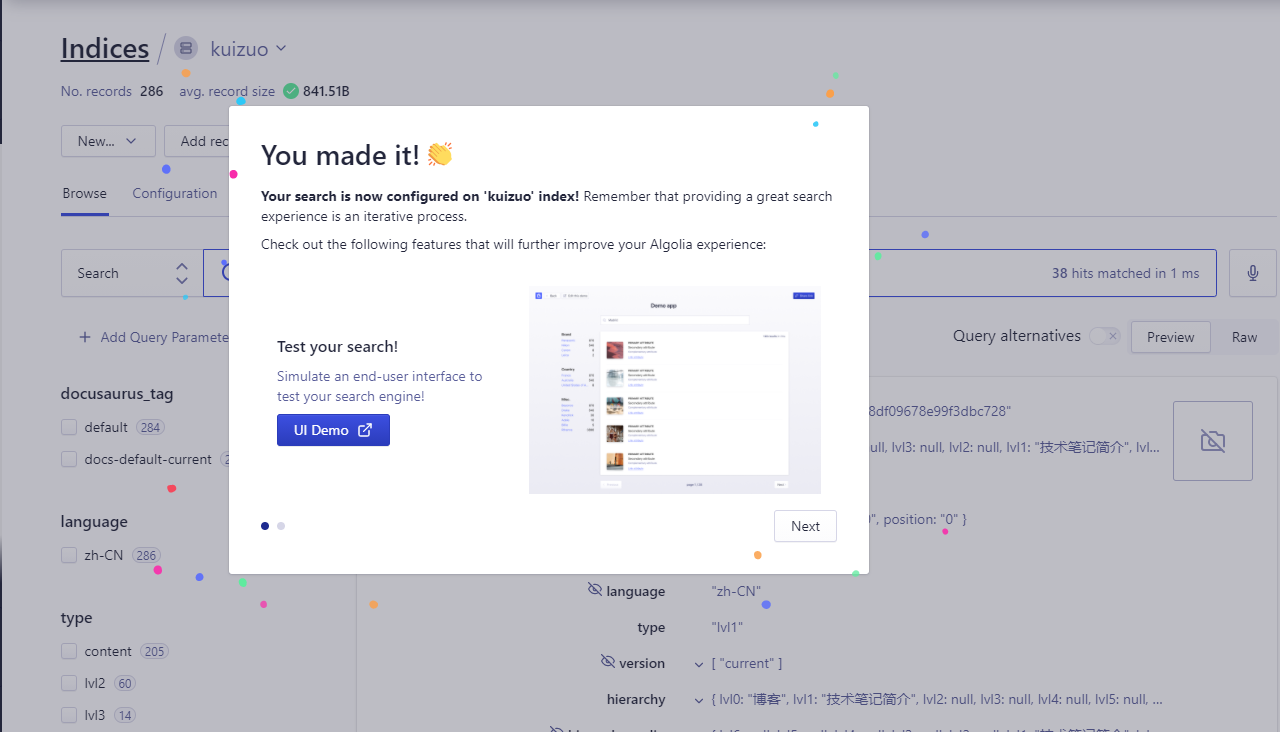 Indices / kuizuo
No. records 286 avg. record size 841.51B
New...
Add rec
Browse
Configuration
You made it! 👏
Your search is now configured on 'kuizuo' index! Remember that providing a great search
experience is an iterative process.
Check out the following features that will further improve your Algolia experience:
Test your search!
Simulate an end-user interface to
test your search engine!
UI Demo
Demo app
Next
Search
38 hits matched in 1 ms
Add Query Paramete
Query alternatives
Preview
Raw
docusaurus_tag
default 284
docs-default-current
language
zh-CN 286
type
content 205
lvl2 60
lvl3 14
8df09678e99f3dbc728"
ull, lvl3: null, lvl2: null, lvl1: "技术笔记简介", lvl...
", position: "0" }
language "zh-CN"
type "lvl1"
version [ "current" ]
hierarchy { lvl0: "博客", lvl1: "技术笔记简介", lvl2: null, lvl3: null, lvl4: null, lvl5: null, ...